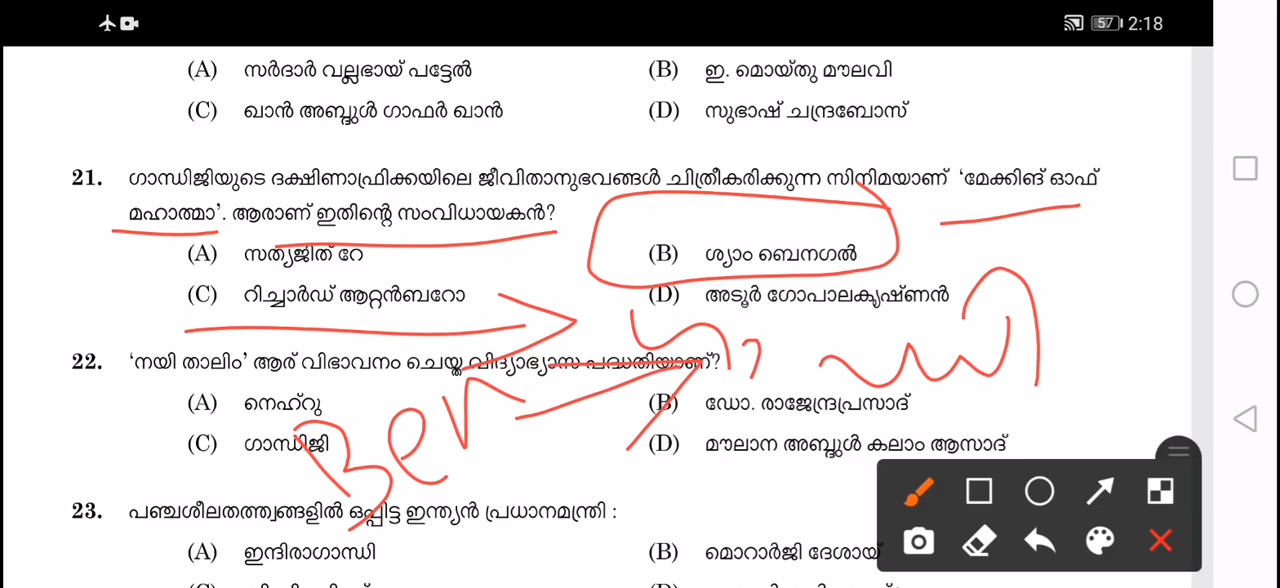 57 2:18
(A) സർദാർ വല്ലഭായ് പട്ടേൽ (B) ഇ. മൊയ്തു മൗലവി
(C) ഖാൻ അബ്ദുൾ ഗാഫർ ഖാൻ (D) സുഭാഷ് ചന്ദ്രബോസ്
21. ഗാന്ധിജിയുടെ ദക്ഷിണാഫ്രിക്കയിലെ ജീവിതാനുഭവങ്ങൾ ചിത്രീകരിക്കുന്ന സിനിമയാണ് ‘മേക്കിങ് ഓഫ്
മഹാത്മാ’. ആരാണ് ഇതിന്റെ സംവിധായകൻ?
(A) സത്യജിത് റേ (B) ശ്യാം ബെനഗൽ
(C) റിച്ചാർഡ് ആറ്റൻബറോ (D) അടൂർ ഗോപാലകൃഷ്ണൻ
22. ‘നയി താലിം’ ആര് വിഭാവനം ചെയ്ത വിദ്യാഭ്യാസ പദ്ധതിയാണ്?
(A) നെഹ്റു (B) ഡോ. രാജേന്ദ്രപ്രസാദ്
(C) ഗാന്ധിജി (D) മൗലാന അബ്ദുൾ കലാം ആസാദ്
Ben
23. പഞ്ചശീലതത്ത്വങ്ങളിൽ ഒപ്പിട്ട ഇന്ത്യൻ പ്രധാനമന്ത്രി :
(A) ഇന്ദിരാഗാന്ധി (B) മൊറാർജി ദേശായ്